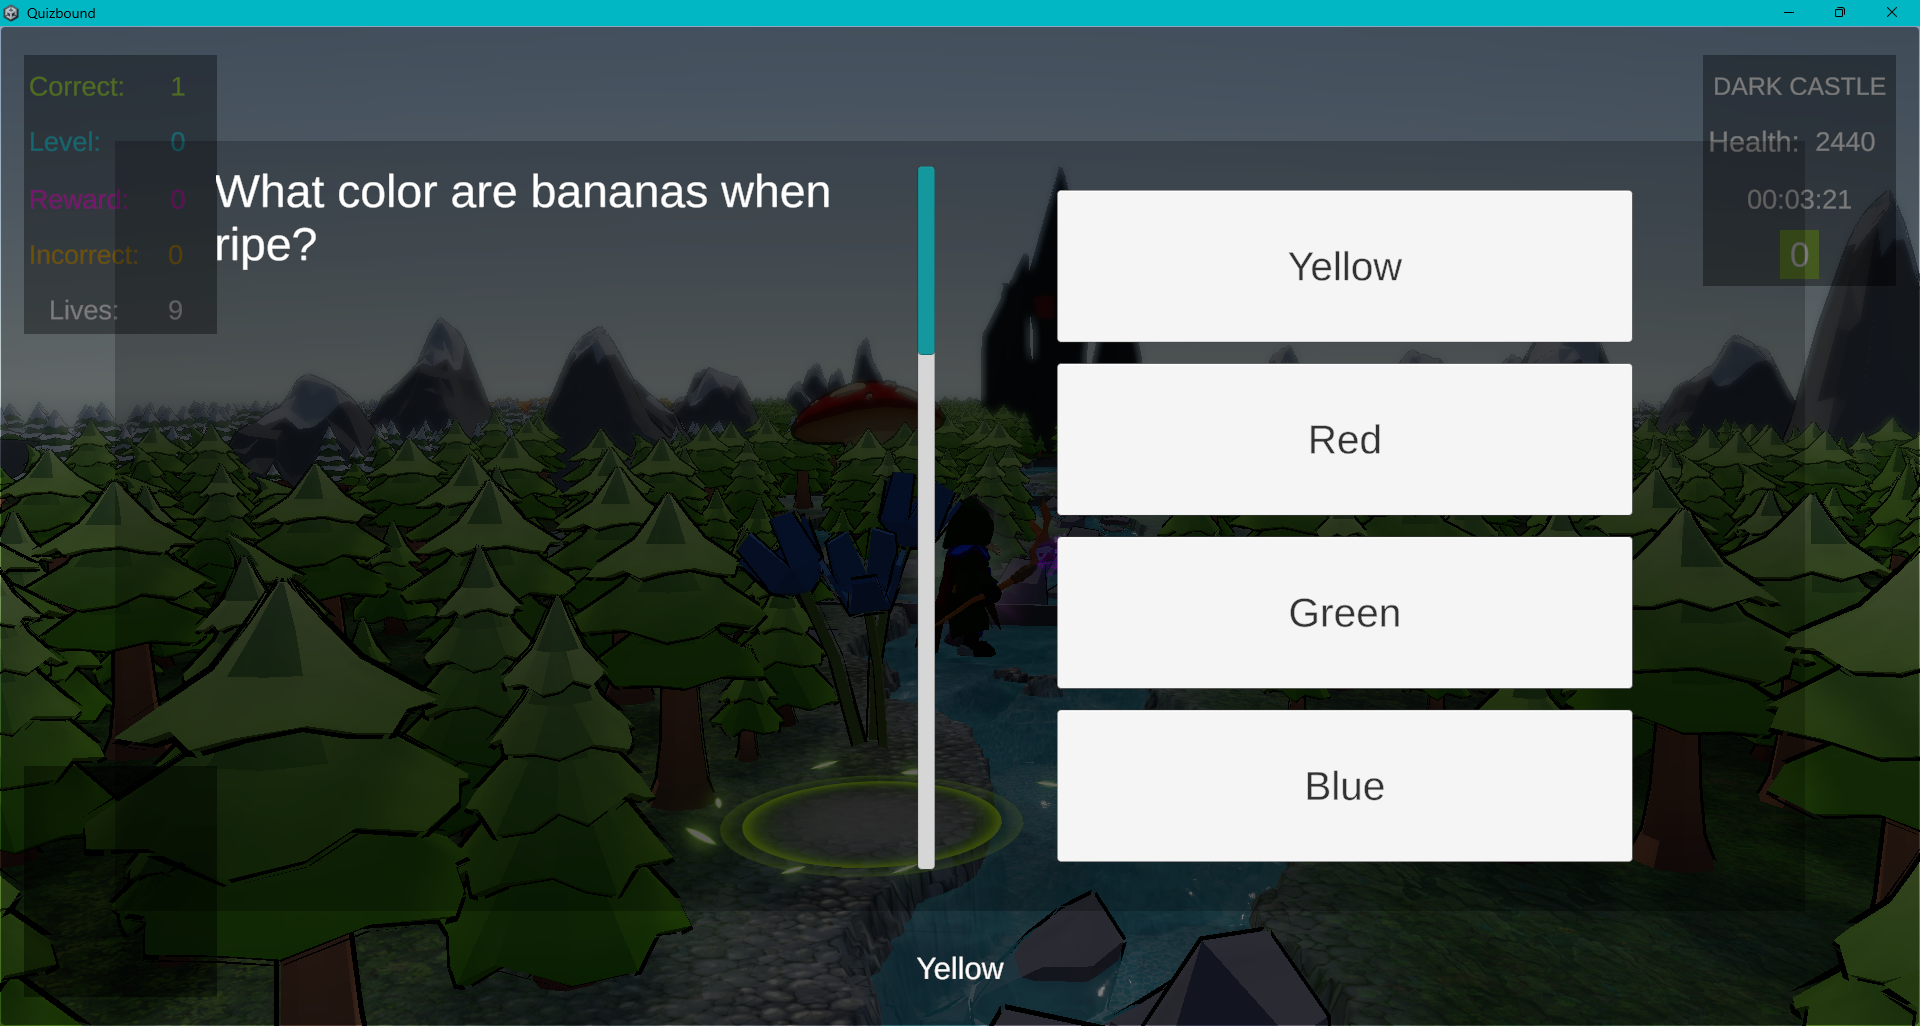 Quizbound
Correct: 1
Level: 0
Reward: 0
Incorrect: 0
Lives: 9
What color are bananas when
ripe?
Yellow
Red
Green
Blue
DARK CASTLE
Health: 2440
00:03:21
0
Yellow